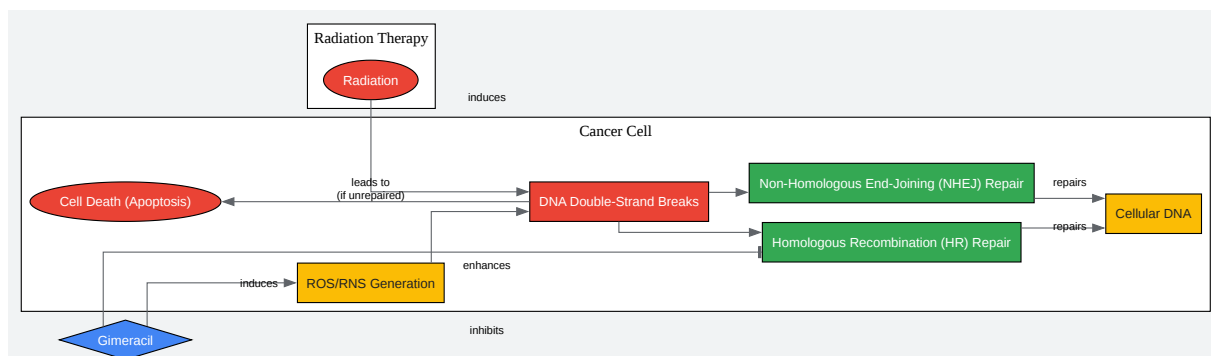 Radiation Therapy
Radiation
induces
Cancer Cell
leads to
(if unrepaired)
Cell Death (Apoptosis)
DNA Double-Strand Breaks
Non-Homologous End-Joining (NHEJ) Repair
repairs
Cellular DNA
Homologous Recombination (HR) Repair
repairs
enhances
induces
ROS/RNS Generation
inhibits
Gimeracil